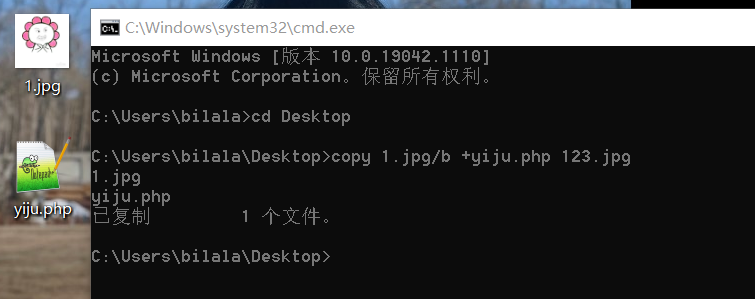 C:\Windows\system32\cmd.exe
Microsoft Windows [版本 10.0.19042.1110]
(c) Microsoft Corporation。保留所有权利。
C:\Users\bilala>cd Desktop
C:\Users\bilala\Desktop>copy 1.jpg/b +yiju.php 123.jpg
1.jpg
yiju.php
已复制         1 个文件。
C:\Users\bilala\Desktop>
1.jpg
Notepad++
yiju.php